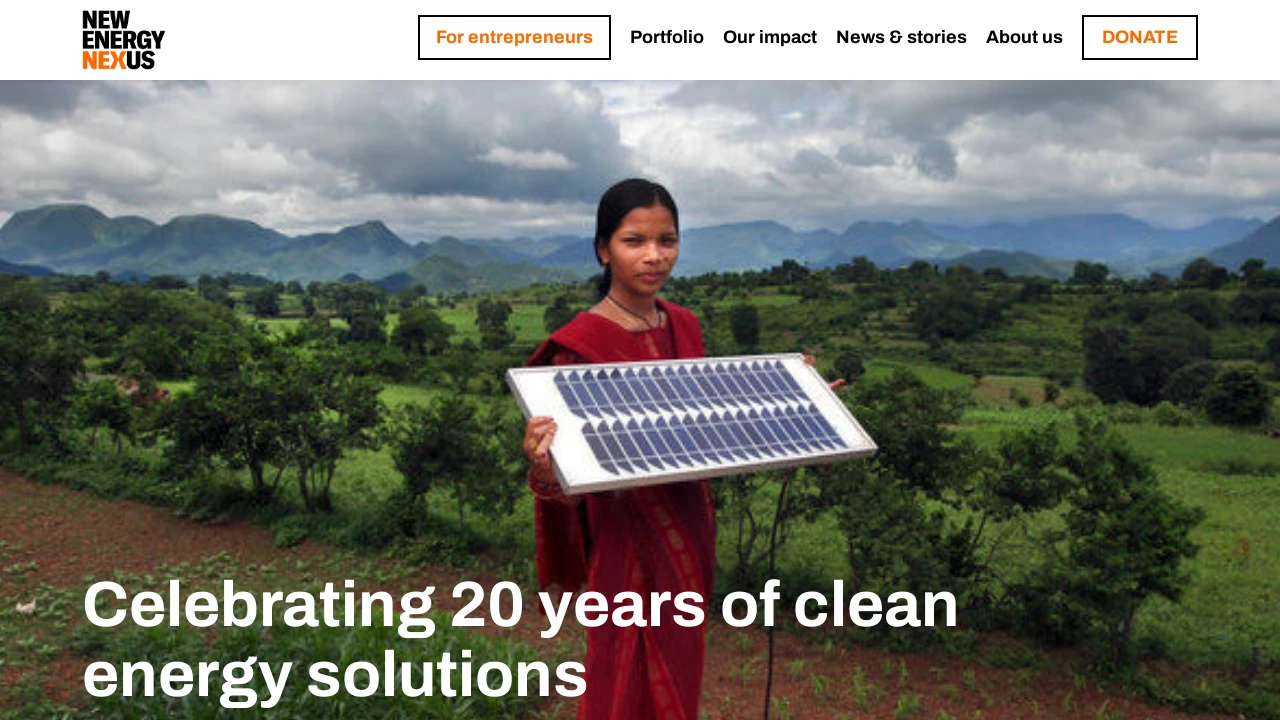 NEW
ENERGY
NEXUS
For entrepreneurs
Portfolio
Our impact
News & stories
About us
DONATE
Celebrating 20 years of clean
energy solutions